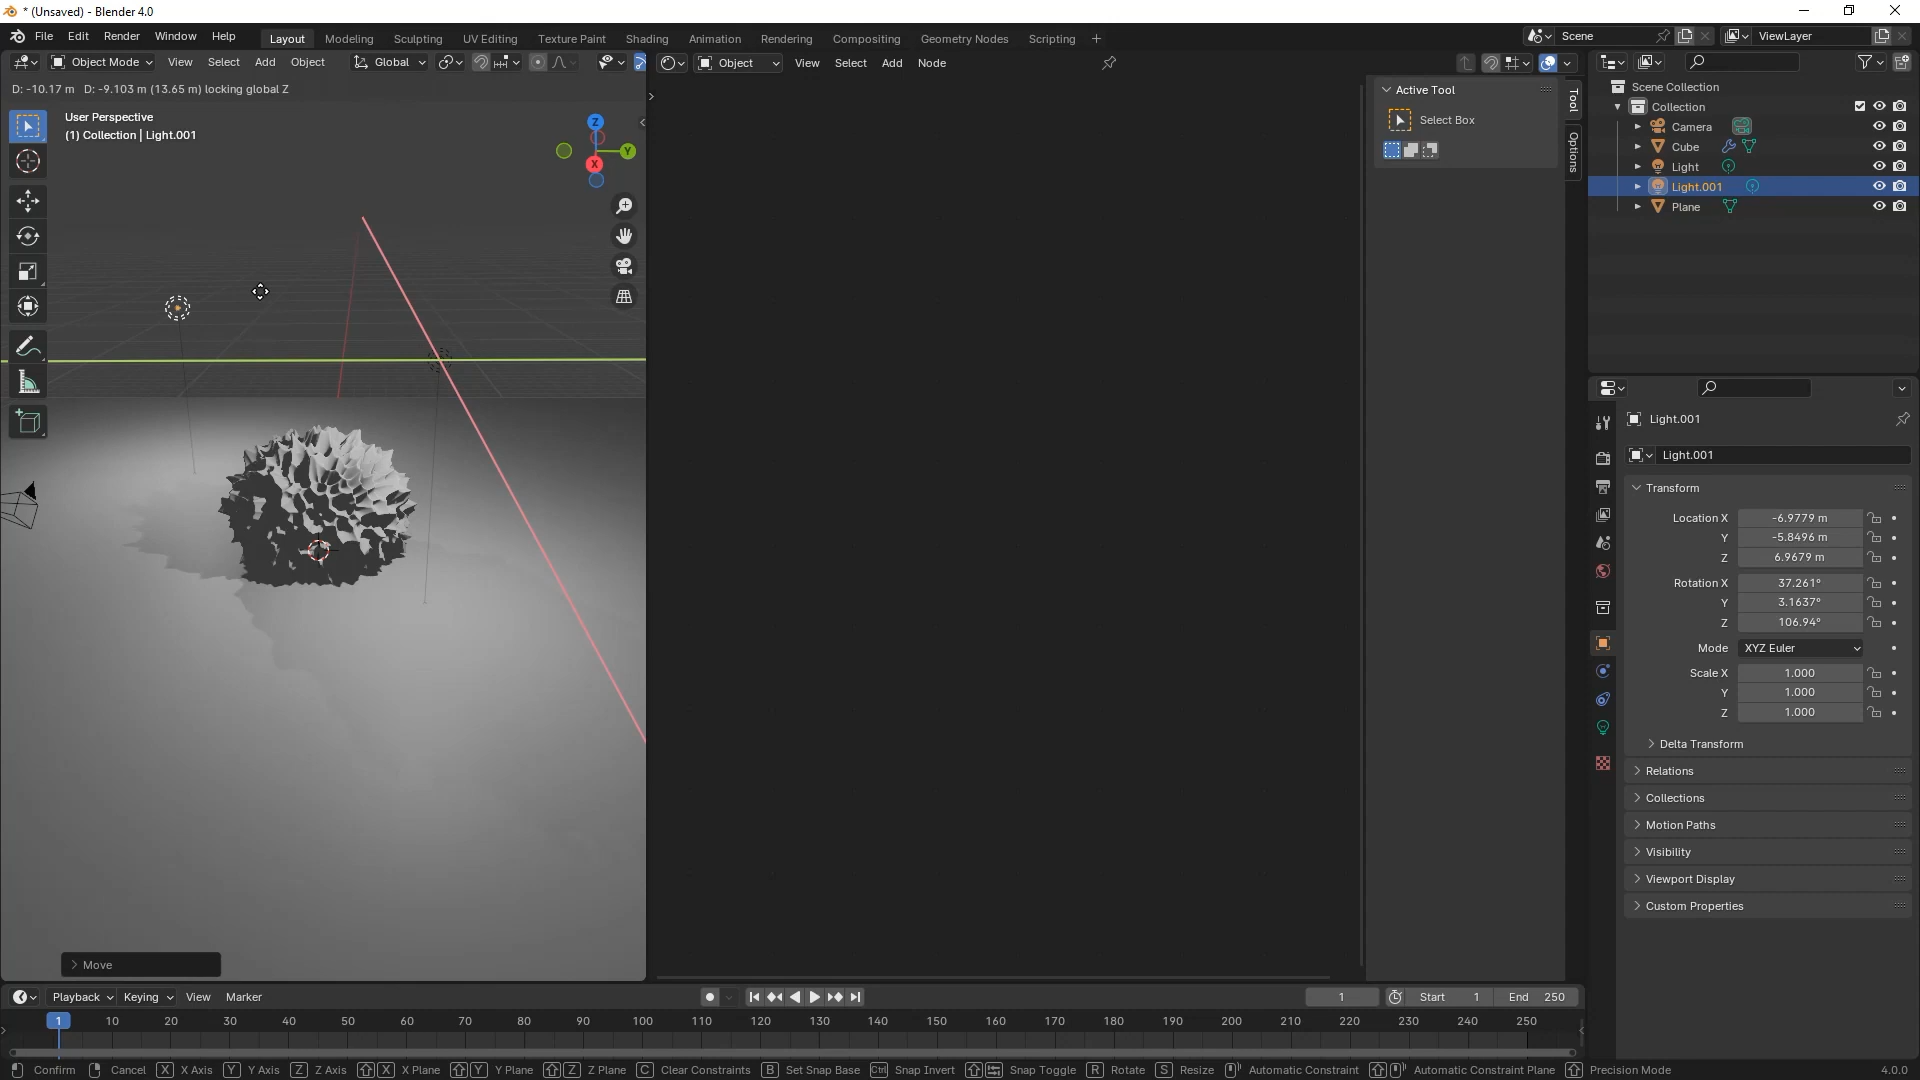 * (Unsaved) - Blender 4.0
File Edit Render Window Help
Layout Modeling Sculpting UV Editing Texture Paint Shading Animation Rendering Compositing Geometry Nodes Scripting +
Scene
ViewLayer
Object Mode View Select Add Object Global
Object View Select Add Node
D: -10.17 m D: -9.103 m (13.65 m) locking global Z
User Perspective
(1) Collection | Light.001
Z
Y
X
Active Tool
Select Box
Tool
Options
Scene Collection
Collection
Camera
Cube
Light
Light.001
Plane
Light.001
Light.001
Transform
Location X -6.9779 m
Y -5.8496 m
Z 6.9679 m
Rotation X 37.261°
Y 3.1637°
Z 106.94°
Mode XYZ Euler
Scale X 1.000
Y 1.000
Z 1.000
Delta Transform
Relations
Collections
Motion Paths
Visibility
Viewport Display
Custom Properties
Move
Playback Keying View Marker
1 Start 1 End 250
1 10 20 30 40 50 60 70 80 90 100 110 120 130 140 150 160 170 180 190 200 210 220 230 240 250
Confirm Cancel X X Axis Y Y Axis Z Z Axis X X Plane Y Y Plane Z Z Plane C Clear Constraints B Set Snap Base Ctrl Snap Invert Snap Toggle R Rotate S Resize Automatic Constraint Automatic Constraint Plane Precision Mode 4.0.0